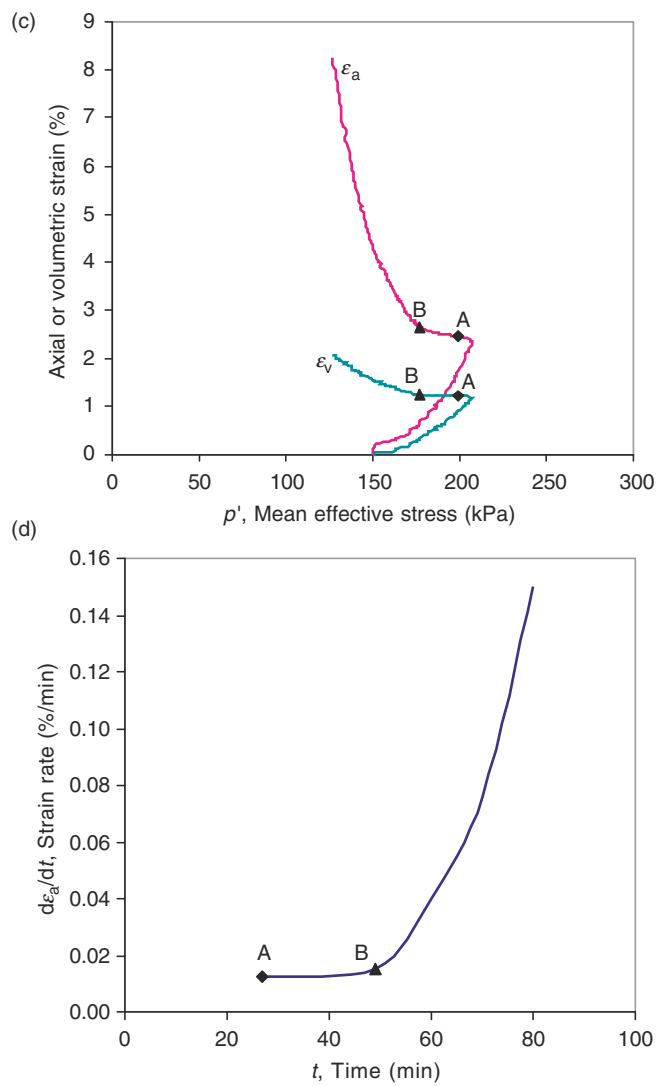 (c)
Axial or volumetric strain (%)
9
8
7
6
5
4
3
2
1
0
εa
B
A
εv
B
A
0
50
100
150
200
250
300
p', Mean effective stress (kPa)
(d)
dεa/dt, Strain rate (%/min)
0.16
0.14
0.12
0.10
0.08
0.06
0.04
0.02
0.00
A
B
0
20
40
60
80
100
t, Time (min)